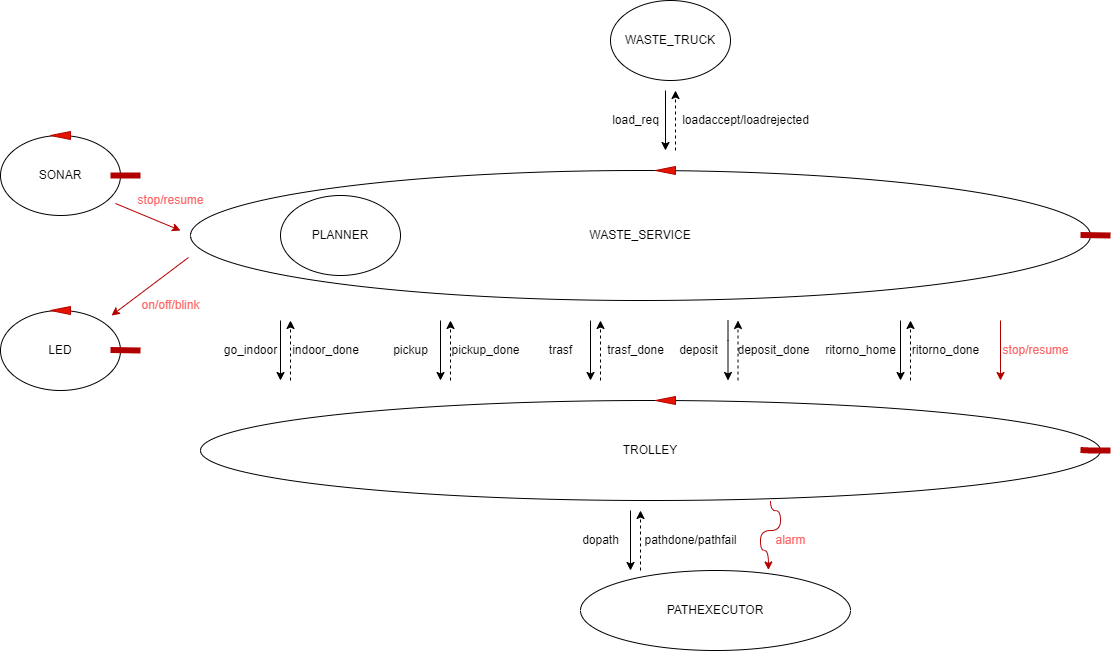 WASTE_TRUCK
load_req
loadaccept/loadrejected
SONAR
stop/resume
PLANNER
WASTE_SERVICE
on/off/blink
LED
go_indoor
indoor_done
pickup
pickup_done
trasf
trasf_done
deposit
deposit_done
ritorno_home
ritorno_done
stop/resume
TROLLEY
dopath
pathdone/pathfail
alarm
PATHEXECUTOR